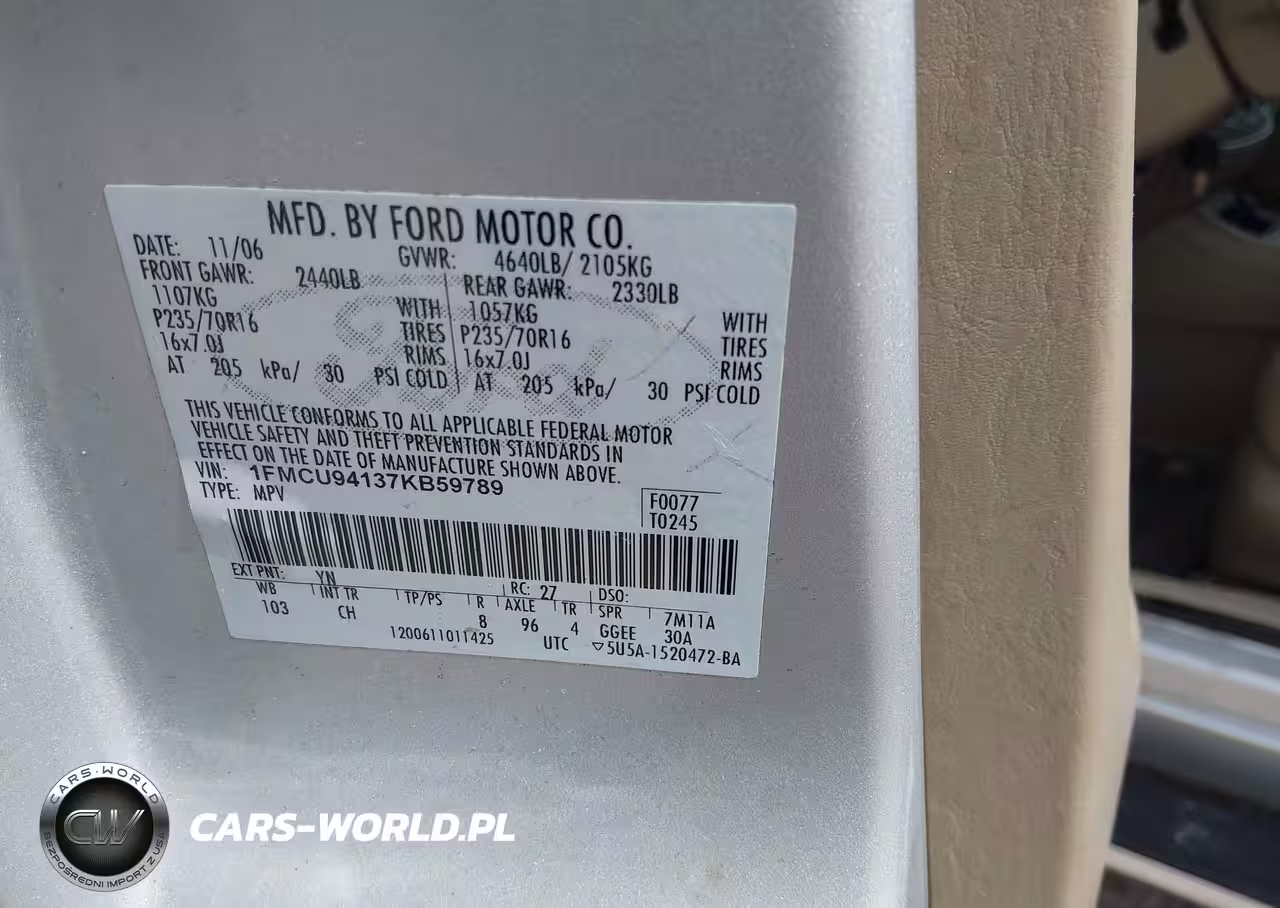 MFD. BY FORD MOTOR CO.
DATE: 11/06 GVWR: 4640LB/ 2105KG
FRONT GAWR: 2440LB REAR GAWR: 2330LB
1107KG WITH 1057KG WITH
P235/70R16 TIRES P235/70R16 TIRES
16x7.0J RIMS 16x7.0J RIMS
AT 205 kPa/ 30 PSI COLD AT 205 kPa/ 30 PSI COLD
THIS VEHICLE CONFORMS TO ALL APPLICABLE FEDERAL MOTOR
VEHICLE SAFETY AND THEFT PREVENTION STANDARDS IN
EFFECT ON THE DATE OF MANUFACTURE SHOWN ABOVE.
VIN: 1FMCU94137KB59789
TYPE: MPV
F0077
T0245
EXT PNT: YN RC: 27 DSO:
WB INT TR TP/PS R AXLE TR SPR 7M11A
103 CH 8 96 4 GGEE 30A
1200611011425 UTC ▽5U5A-1520472-BA
Ford
CARS-WORLD
CW
BEZPOŚREDNI IMPORT Z USA
CARS-WORLD.PL